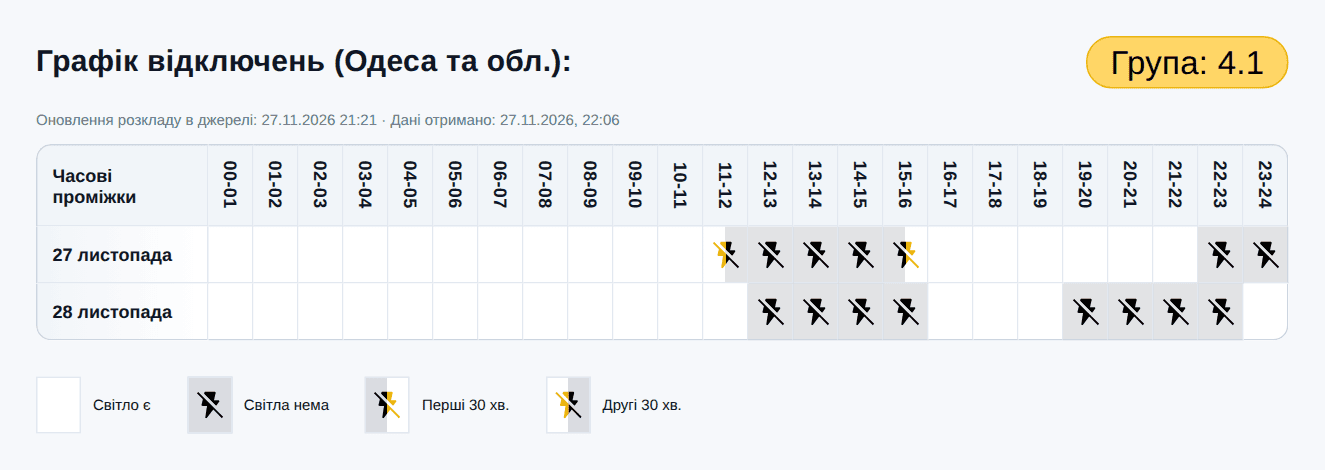 Графік відключень (Одеса та обл.):
Група: 4.1
Оновлення розкладу в джерелі: 27.11.2026 21:21 · Дані отримано: 27.11.2026, 22:06
Часові
проміжки
00-01
01-02
02-03
03-04
04-05
05-06
06-07
07-08
08-09
09-10
10-11
11-12
12-13
13-14
14-15
15-16
16-17
17-18
18-19
19-20
20-21
21-22
22-23
23-24
27 листопада
28 листопада
Світло є
Світла нема
Перші 30 хв.
Другі 30 хв.